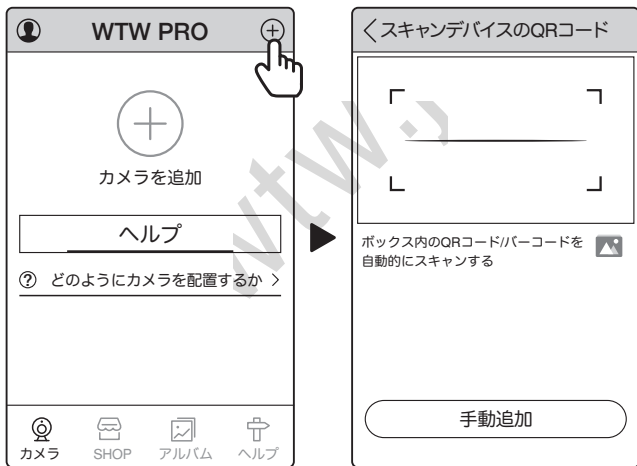 WTW PRO
カメラを追加
ヘルプ
? どのようにカメラを配置するか >
カメラ
SHOP
アルバム
ヘルプ
<スキャンデバイスのQRコード
ボックス内のQRコード/バーコードを
自動的にスキャンする
手動追加
wtw.j